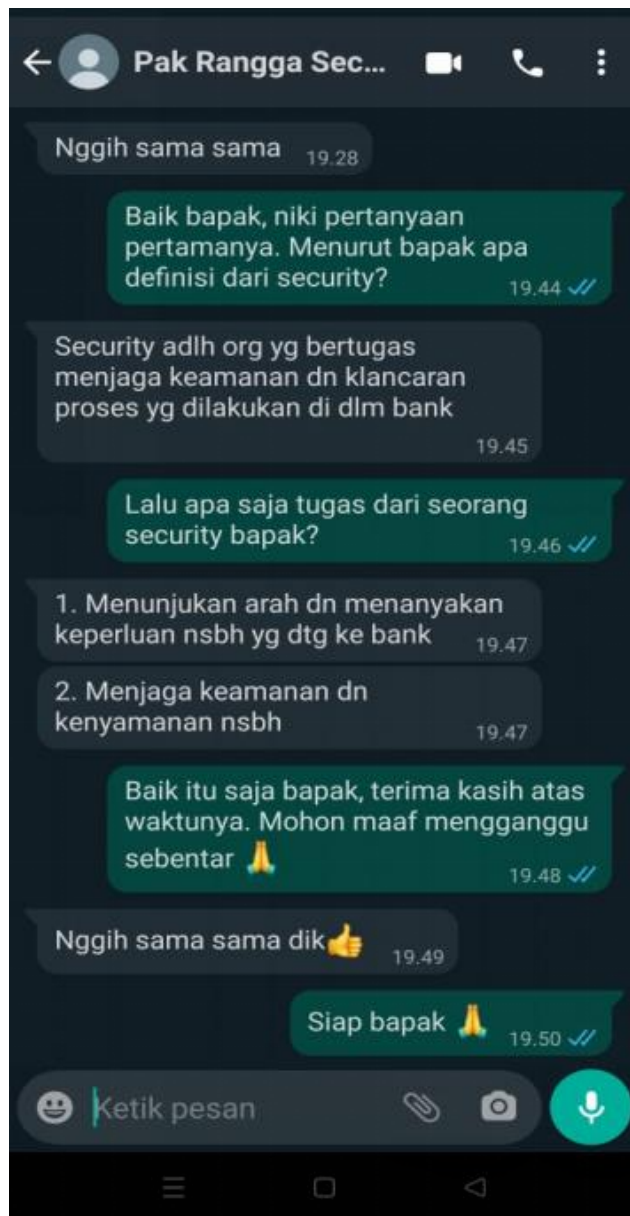 Pak Rangga Sec...
Nggih sama sama 19.28
Baik bapak, niki pertanyaan
pertamanya. Menurut bapak apa
definisi dari security?
19.44
Security adlh org yg bertugas
menjaga keamanan dn klancaran
proses yg dilakukan di dlm bank
19.45
Lalu apa saja tugas dari seorang
security bapak?
19.46
1. Menunjukan arah dn menanyakan
keperluan nsbh yg dtg ke bank 19.47
2. Menjaga keamanan dn
kenyamanan nsbh
19.47
Baik itu saja bapak, terima kasih atas
waktunya. Mohon maaf mengganggu
sebentar 🙏
19.48
Nggih sama sama dik👍 19.49
Siap bapak 🙏 19.50
Ketik pesan